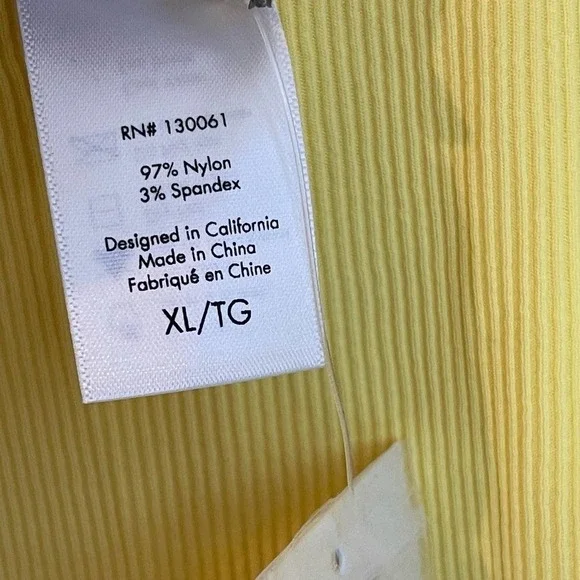 RN# 130061
97% Nylon
3% Spandex
Designed in California
Made in China
Fabriqué en Chine
XL/TG